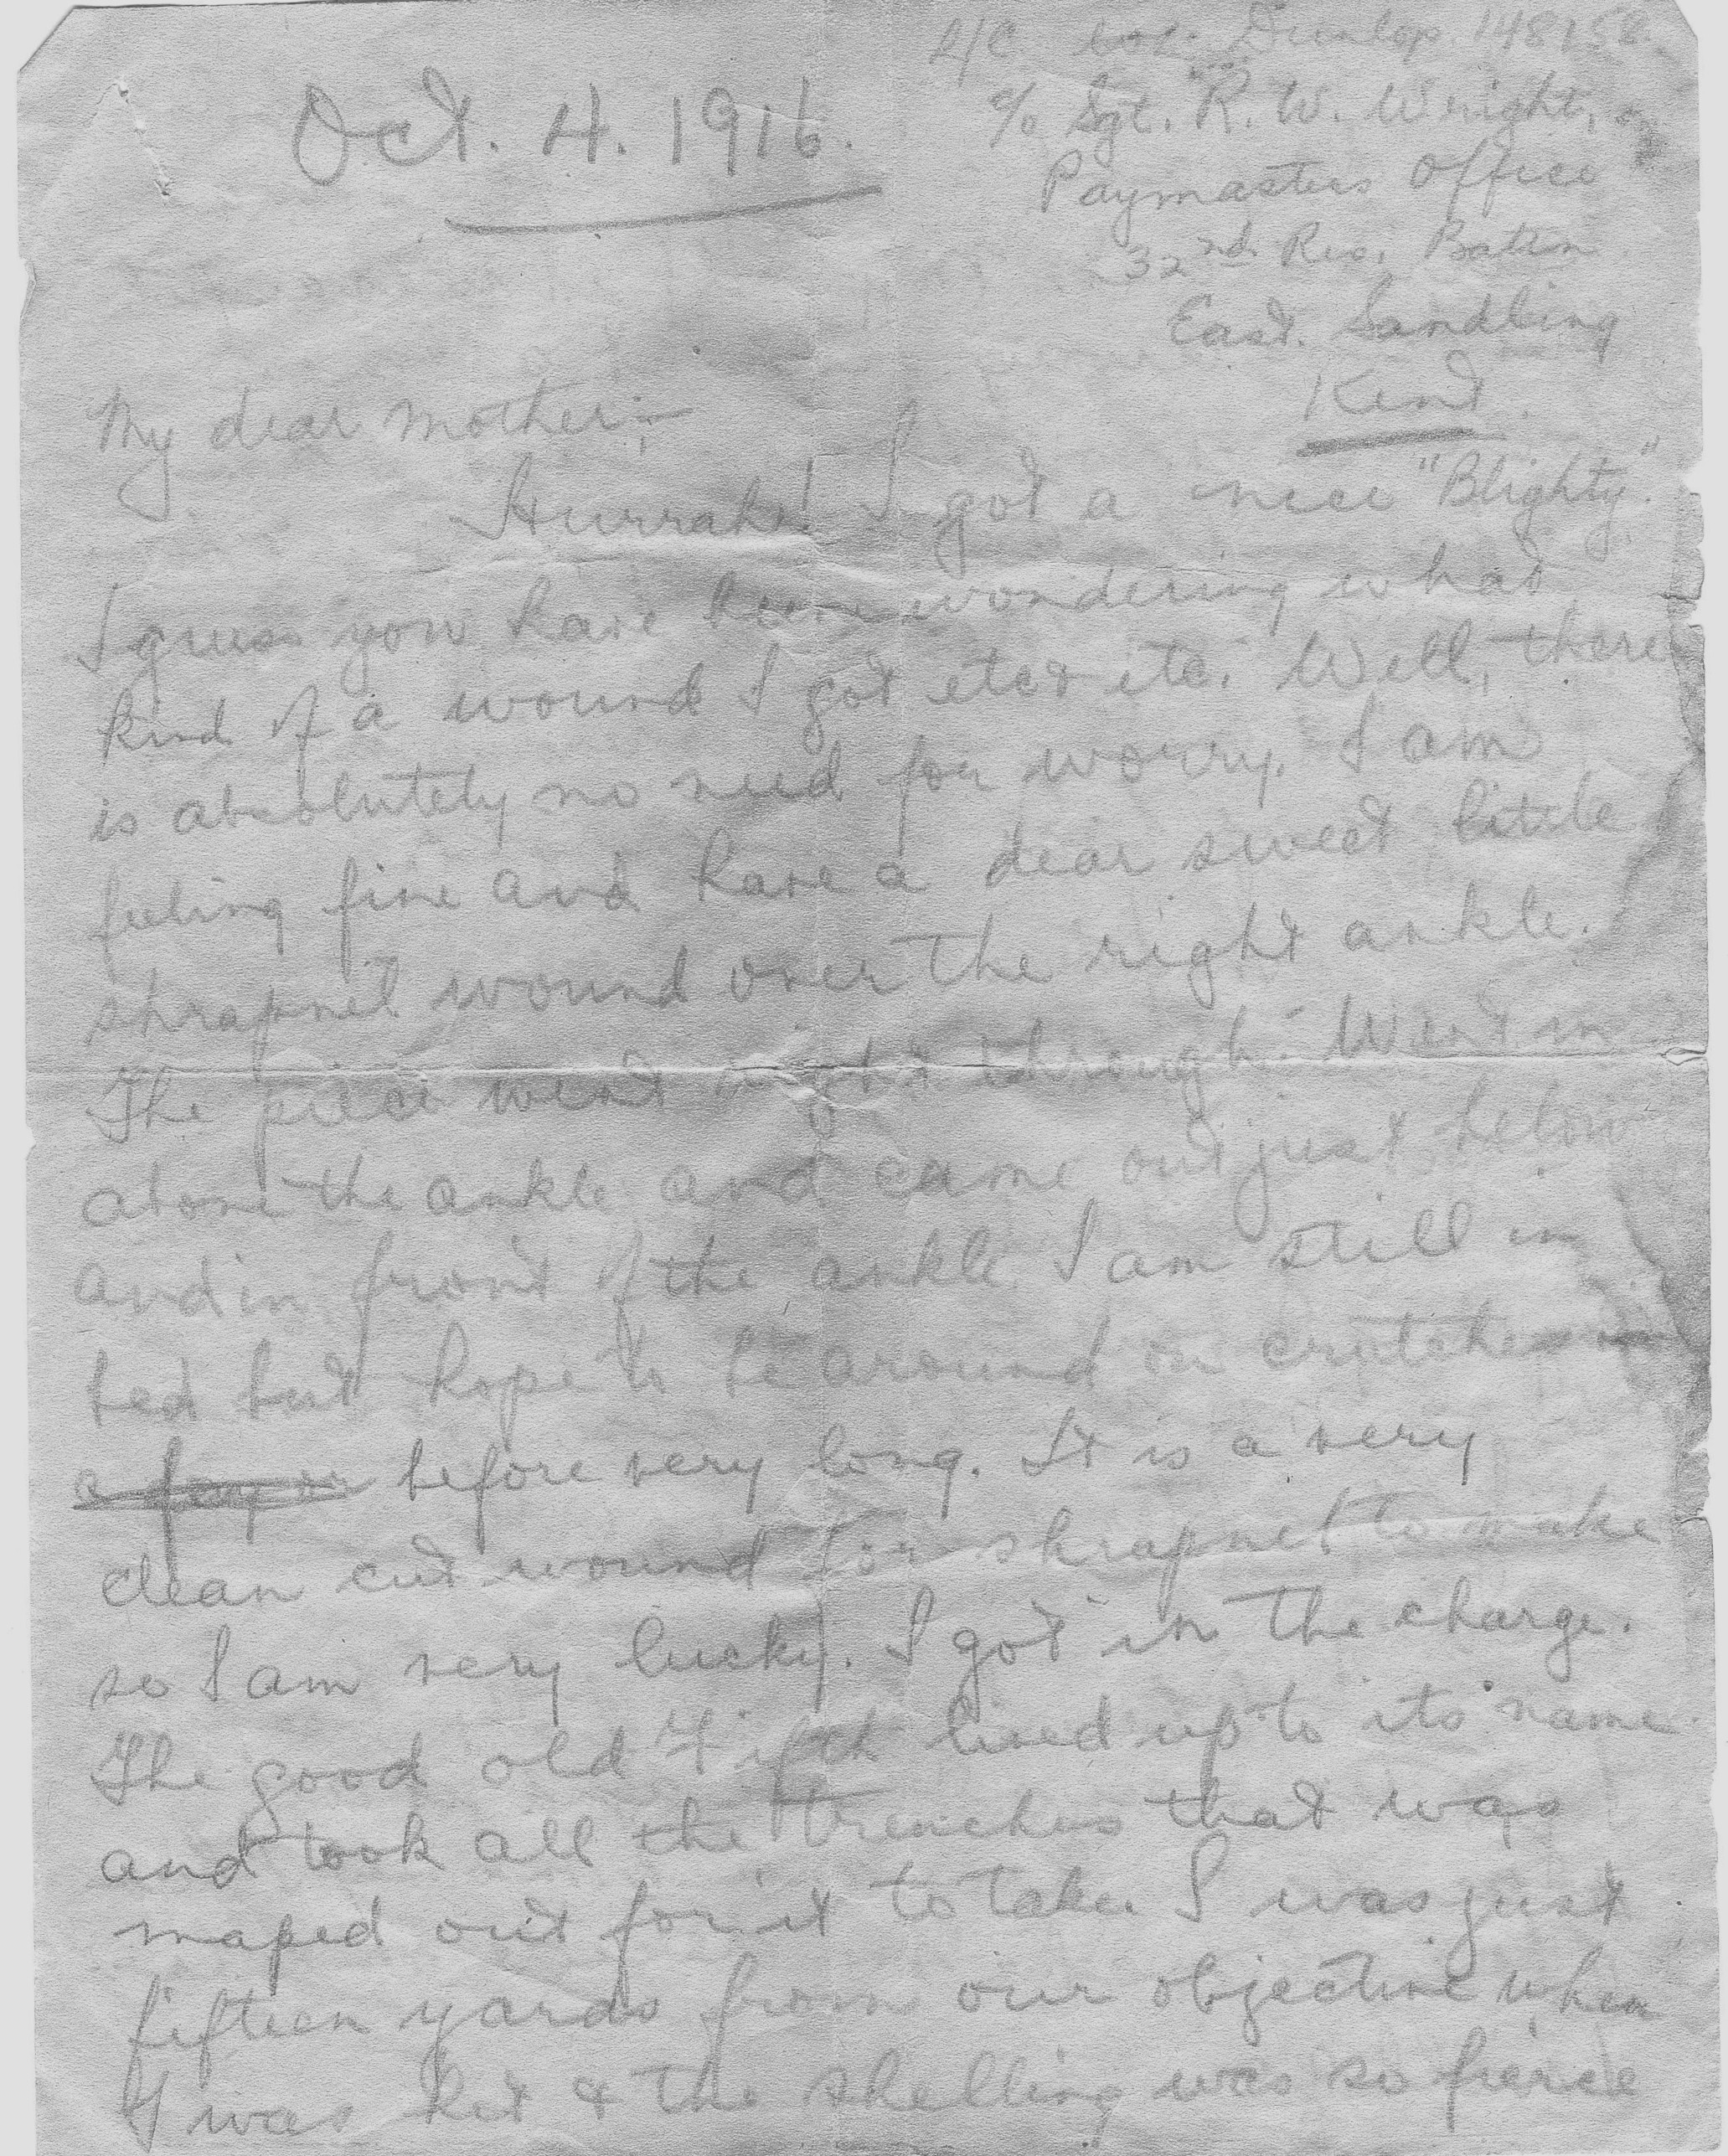 L/C Dunlop 148158
Oct. 4. 1916.
c/o Sgt. R. W. Wright,
Paymasters Office
32nd Res. Battn
East. Sandling
Kent.
My dear mother:-
Hurrah! I got a nice "Blighty."
I guess you have been wondering what
kind of a wound I got etc & etc. Well, there
is absolutely no need for worry. I am
feeling fine and have a dear sweet little
shrapnel wound over the right ankle.
The piece went right through. Went in
above the ankle and came out just below
and in front of the ankle. I am still in
bed but hope to be around on crutches in
a before very long. It is a very
clean cut wound for shrapnel to make
so I am very lucky. I got in the charge.
The good old Fifth lived up to its name
and took all the trenches that was
maped out for it to take. I was just
fifteen yards from our objective when
I was hit & the shelling was so fierce